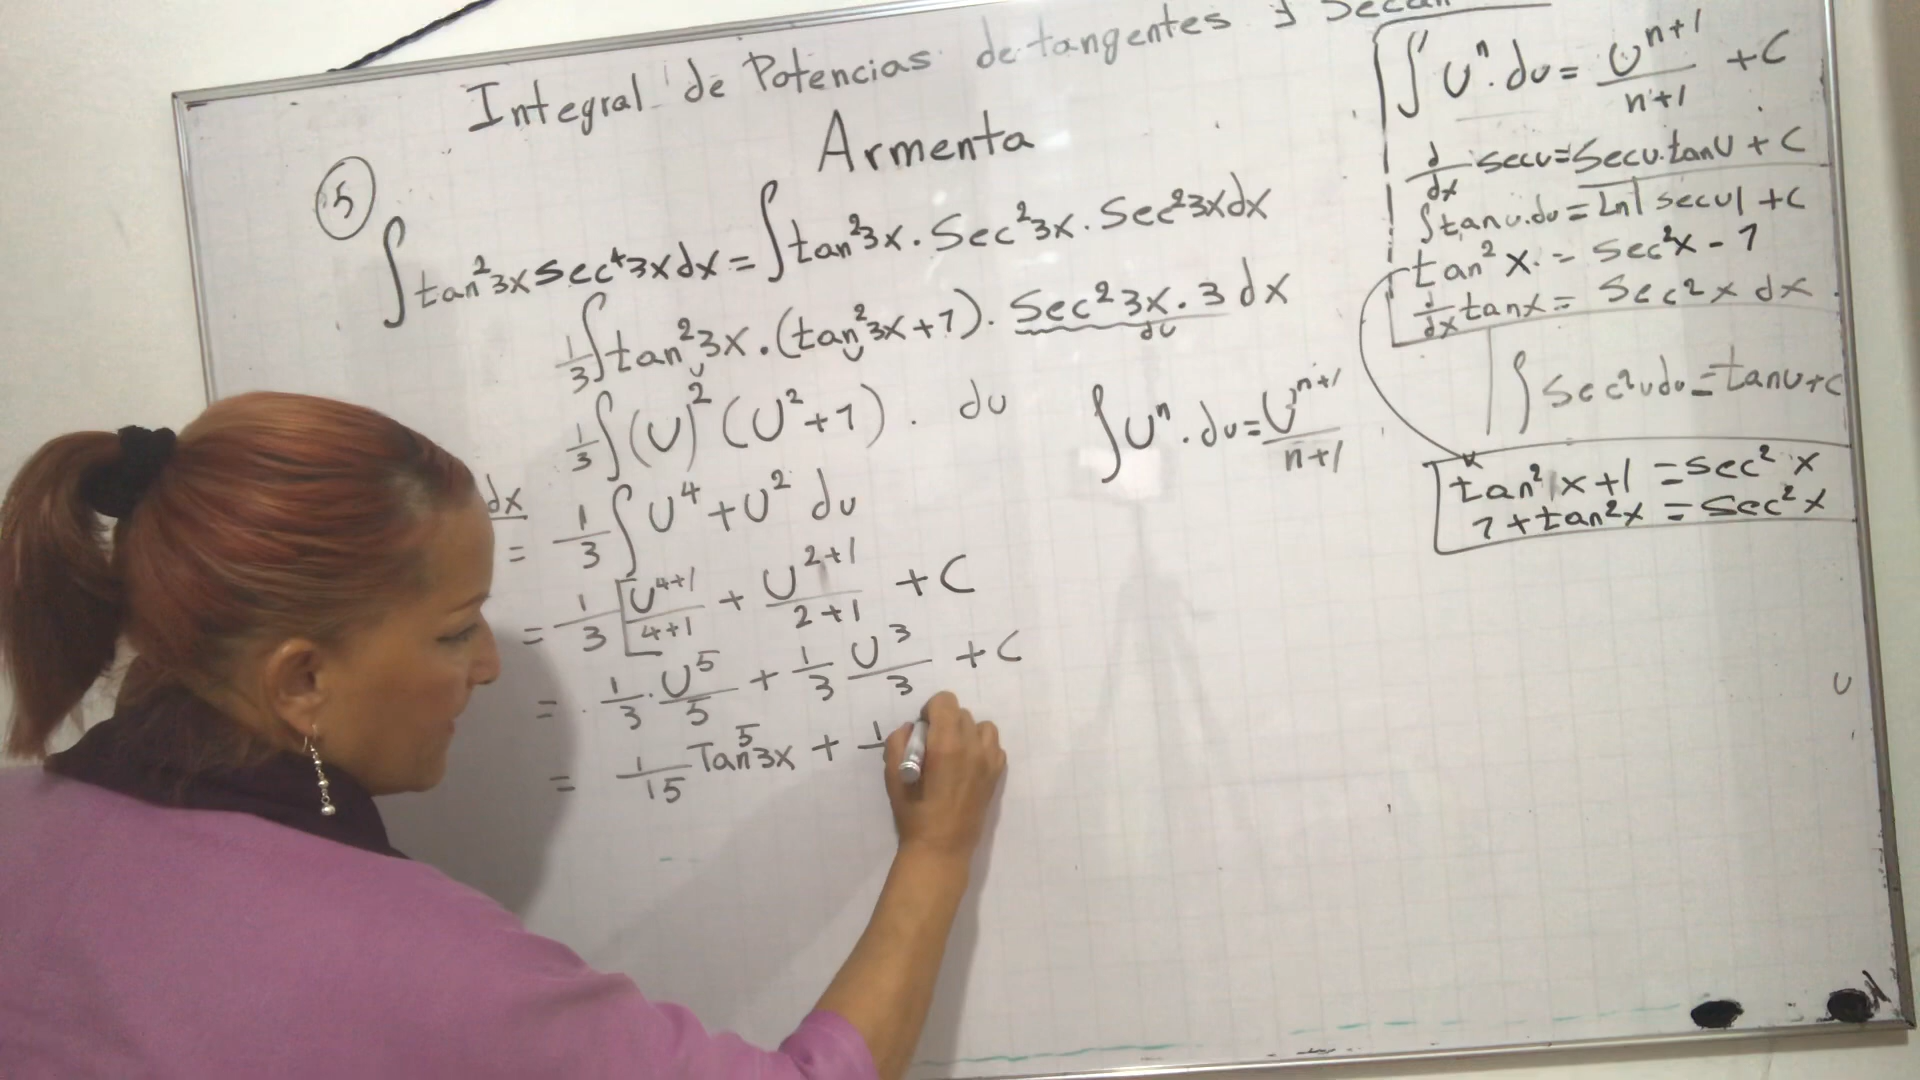 Integral de Potencias de tangentes y Secan
Armenta
5
∫tan²3x sec⁴3x dx = ∫tan²3x · Sec²3x · Sec²3x dx
1/3 ∫tan²3x · (tan²3x + 1) · Sec²3x · 3 dx
U U du
1/3 ∫(U)² (U² + 1) · du
dx
= 1/3 ∫U⁴ + U² du
= 1/3 [U⁴⁺¹/4+1 + U²⁺¹/2+1 + C
= · 1/3 · U⁵/5 + 1/3 U³/3 + C
= 1/15 Tan⁵3x + 1
∫Uⁿ · du = Uⁿ⁺¹/n+1
∫Uⁿ · du = Uⁿ⁺¹/n+1 + C
d/dx secu = Secu·tanU + C
∫tanu·du = Ln|secu| + C
tan²x = sec²x - 1
d/dx tanx = Sec²x dx
∫Sec²u du = tanu + C
tan²x + 1 = sec²x
1 + tan²x = Sec²x
U